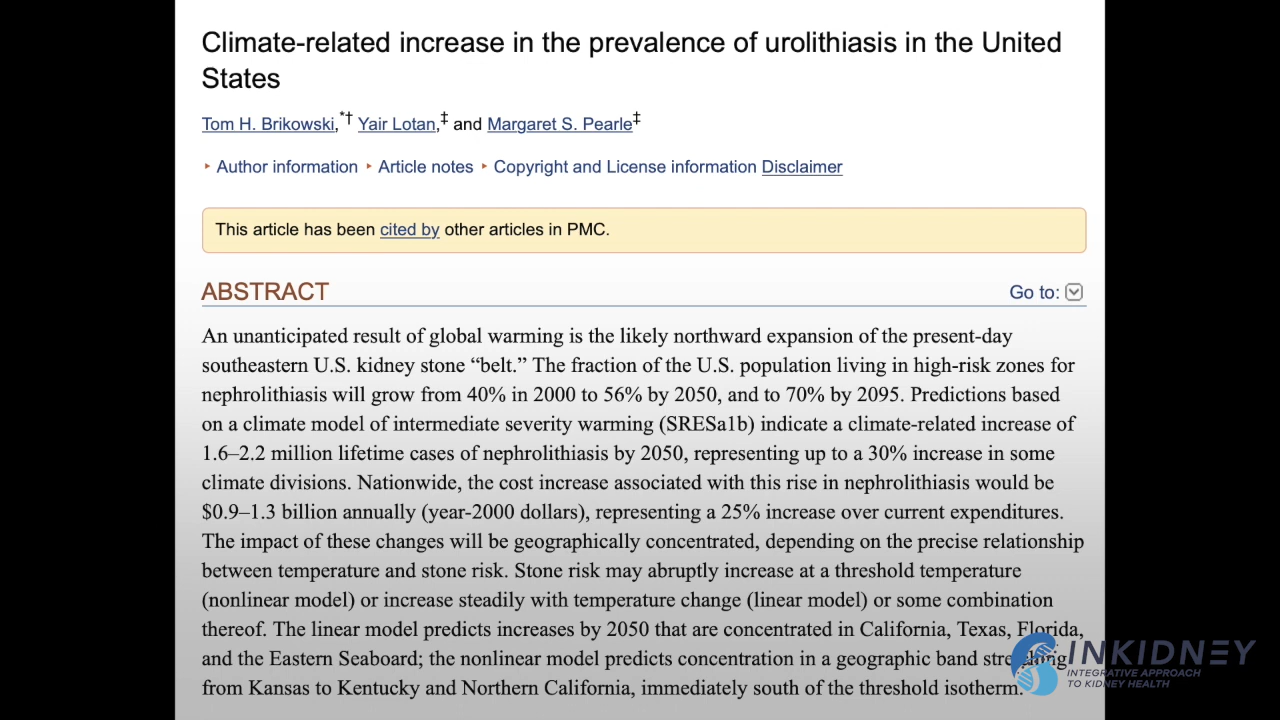 Climate-related increase in the prevalence of urolithiasis in the United
States
Tom H. Brikowski,*† Yair Lotan,‡ and Margaret S. Pearle‡
Author information Article notes Copyright and License information Disclaimer
This article has been cited by other articles in PMC.
ABSTRACT Go to:
An unanticipated result of global warming is the likely northward expansion of the present-day
southeastern U.S. kidney stone “belt.” The fraction of the U.S. population living in high-risk zones for
nephrolithiasis will grow from 40% in 2000 to 56% by 2050, and to 70% by 2095. Predictions based
on a climate model of intermediate severity warming (SRESa1b) indicate a climate-related increase of
1.6–2.2 million lifetime cases of nephrolithiasis by 2050, representing up to a 30% increase in some
climate divisions. Nationwide, the cost increase associated with this rise in nephrolithiasis would be
$0.9–1.3 billion annually (year-2000 dollars), representing a 25% increase over current expenditures.
The impact of these changes will be geographically concentrated, depending on the precise relationship
between temperature and stone risk. Stone risk may abruptly increase at a threshold temperature
(nonlinear model) or increase steadily with temperature change (linear model) or some combination
thereof. The linear model predicts increases by 2050 that are concentrated in California, Texas, Florida,
and the Eastern Seaboard; the nonlinear model predicts concentration in a geographic band
from Kansas to Kentucky and Northern California, immediately south of the threshold isotherm.
INKIDNEY
INTEGRATIVE APPROACH
TO KIDNEY HEALTH